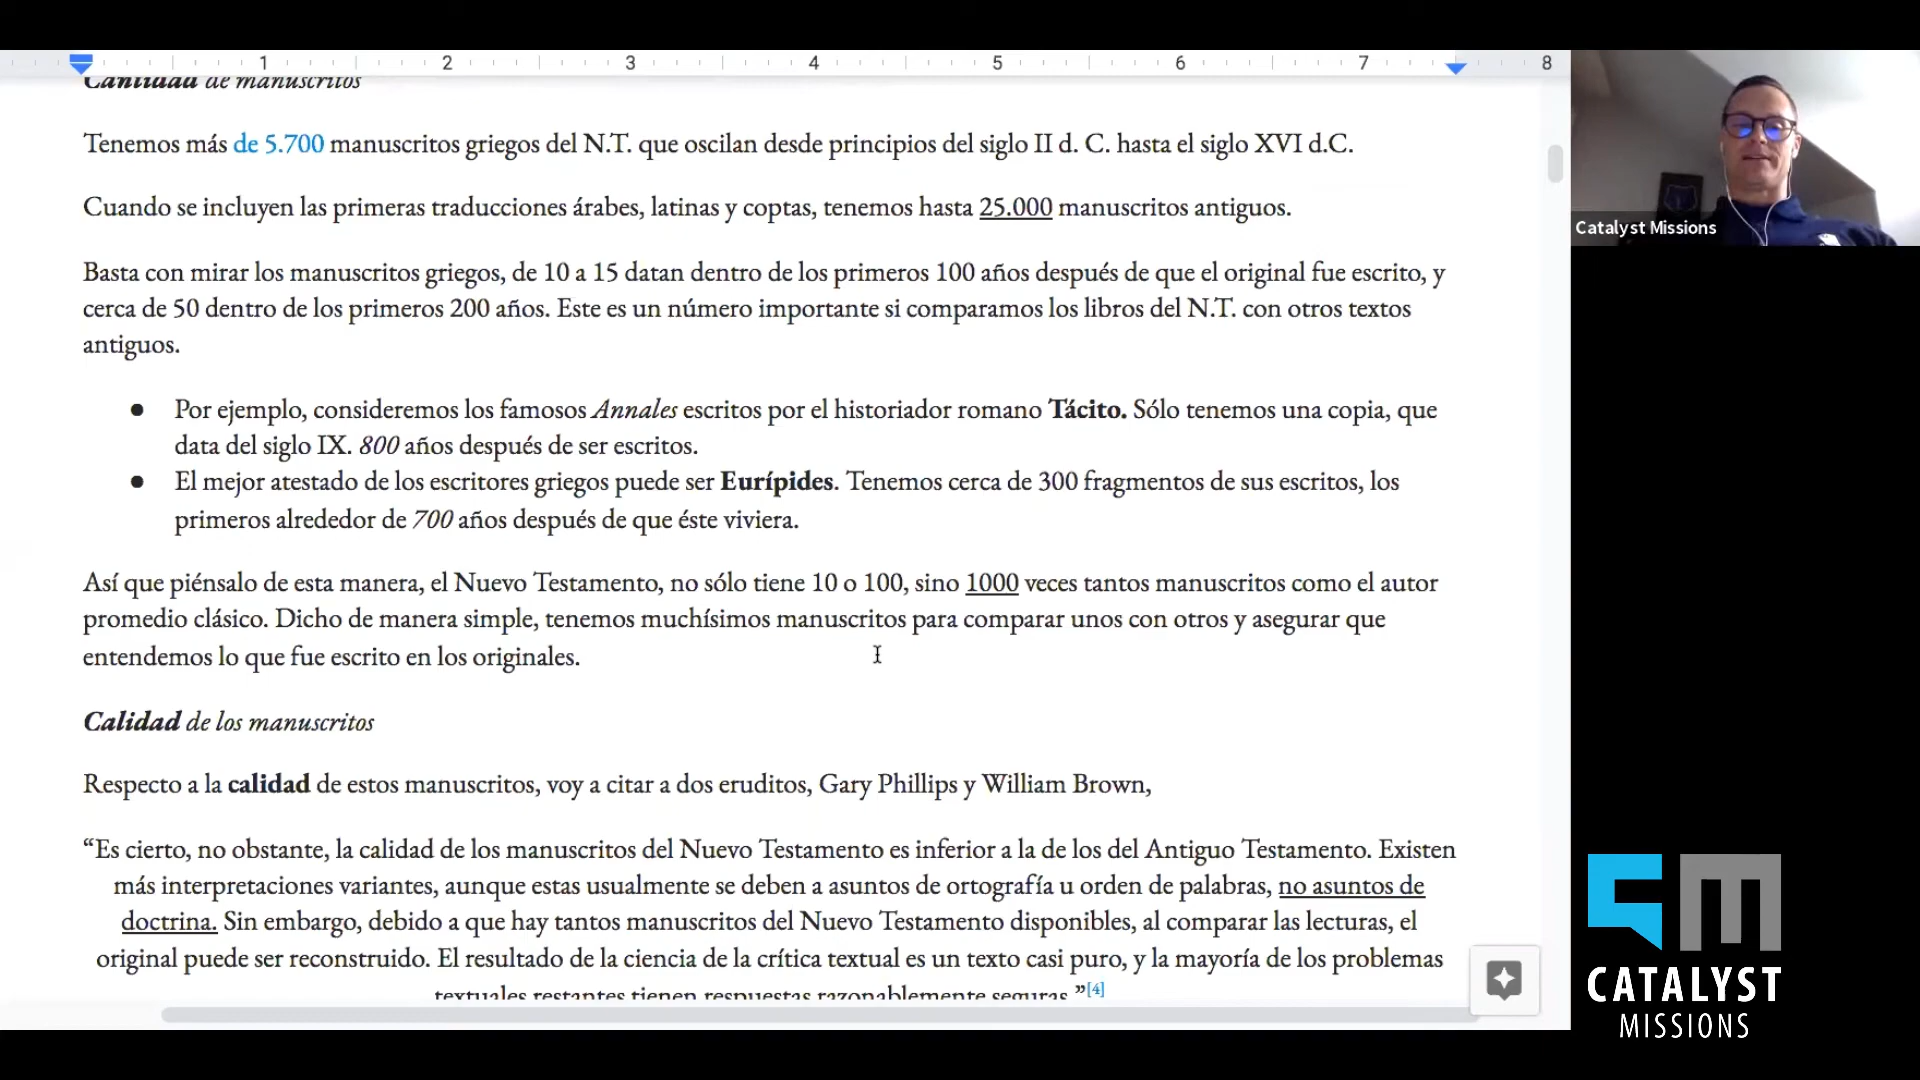 1 2 3 4 5 6 7 8
Cantidad de manuscritos
Tenemos más de 5.700 manuscritos griegos del N.T. que oscilan desde principios del siglo II d. C. hasta el siglo XVI d.C.
Cuando se incluyen las primeras traducciones árabes, latinas y coptas, tenemos hasta 25.000 manuscritos antiguos.
Basta con mirar los manuscritos griegos, de 10 a 15 datan dentro de los primeros 100 años después de que el original fue escrito, y
cerca de 50 dentro de los primeros 200 años. Este es un número importante si comparamos los libros del N.T. con otros textos
antiguos.
● Por ejemplo, consideremos los famosos Annales escritos por el historiador romano Tácito. Sólo tenemos una copia, que
data del siglo IX. 800 años después de ser escritos.
● El mejor atestado de los escritores griegos puede ser Eurípides. Tenemos cerca de 300 fragmentos de sus escritos, los
primeros alrededor de 700 años después de que éste viviera.
Así que piénsalo de esta manera, el Nuevo Testamento, no sólo tiene 10 o 100, sino 1000 veces tantos manuscritos como el autor
promedio clásico. Dicho de manera simple, tenemos muchísimos manuscritos para comparar unos con otros y asegurar que
entendemos lo que fue escrito en los originales.
Calidad de los manuscritos
Respecto a la calidad de estos manuscritos, voy a citar a dos eruditos, Gary Phillips y William Brown,
“Es cierto, no obstante, la calidad de los manuscritos del Nuevo Testamento es inferior a la de los del Antiguo Testamento. Existen
más interpretaciones variantes, aunque estas usualmente se deben a asuntos de ortografía u orden de palabras, no asuntos de
doctrina. Sin embargo, debido a que hay tantos manuscritos del Nuevo Testamento disponibles, al comparar las lecturas, el
original puede ser reconstruido. El resultado de la ciencia de la crítica textual es un texto casi puro, y la mayoría de los problemas
textuales restantes tienen respuestas razonablemente seguras.”[4]
Catalyst Missions
CATALYST
MISSIONS